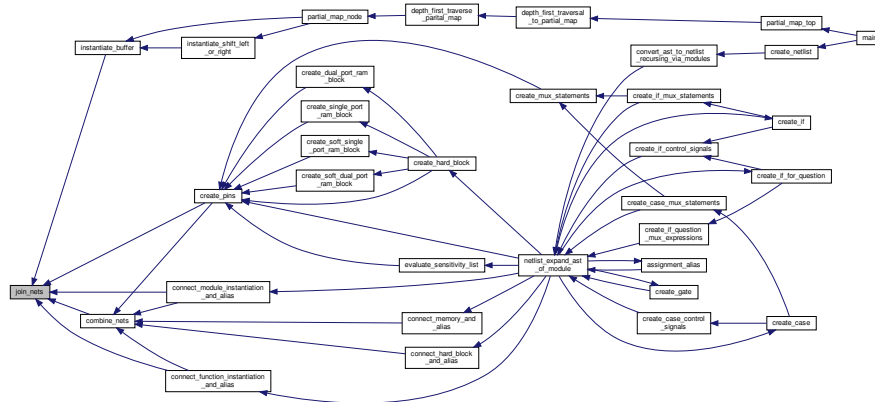 partial_map_node
depth_first_traverse
_parital_map
depth_first_traversal
_to_partial_map
partial_map_top
main
instantiate_buffer
instantiate_shift_left
_or_right
convert_ast_to_netlist
_recursing_via_modules
create_netlist
create_dual_port_ram
_block
create_single_port
_ram_block
create_soft_single
_port_ram_block
create_soft_dual_port
_ram_block
create_hard_block
create_mux_statements
create_if_mux_statements
create_if
create_if_control_signals
create_if_for_question
create_pins
create_case_mux_statements
create_if_question
_mux_expressions
evaluate_sensitivity_list
netlist_expand_ast
_of_module
assignment_alias
create_gate
join_nets
connect_module_instantiation
_and_alias
combine_nets
connect_memory_and
_alias
create_case_control
_signals
create_case
connect_hard_block
_and_alias
connect_function_instantiation
_and_alias